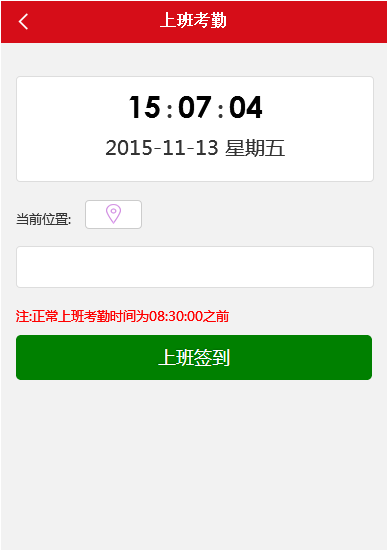 上班考勤
15:07:04
2015-11-13 星期五
当前位置:
注:正常上班考勤时间为08:30:00之前
上班签到